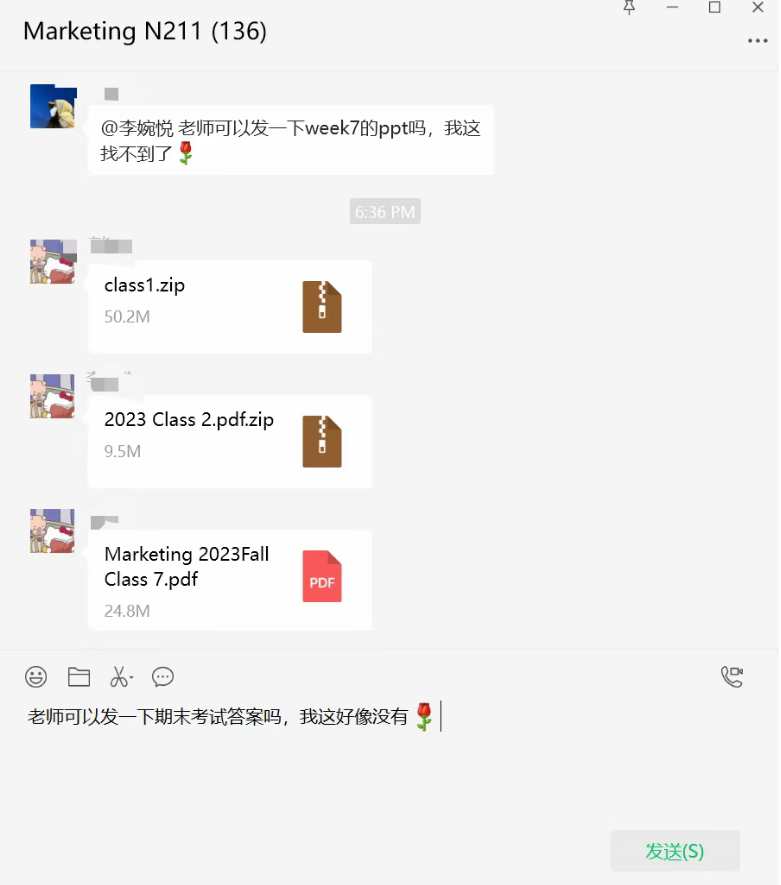 Marketing N211 (136)
@李婉悦 老师可以发一下week7的ppt吗，我这
找不到了🌹
6:36 PM
class1.zip
50.2M
2023 Class 2.pdf.zip
9.5M
Marketing 2023Fall
Class 7.pdf
PDF
24.8M
老师可以发一下期末考试答案吗，我这好像没有🌹
发送(S)